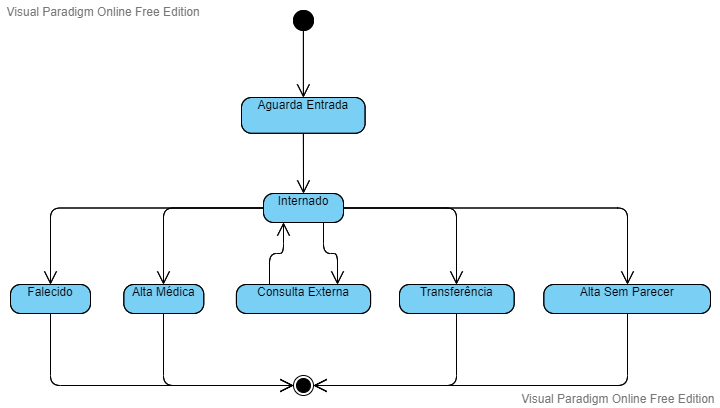 Visual Paradigm Online Free Edition
Aguarda Entrada
Internado
Falecido
Alta Médica
Consulta Externa
Transferência
Alta Sem Parecer
Visual Paradigm Online Free Edition